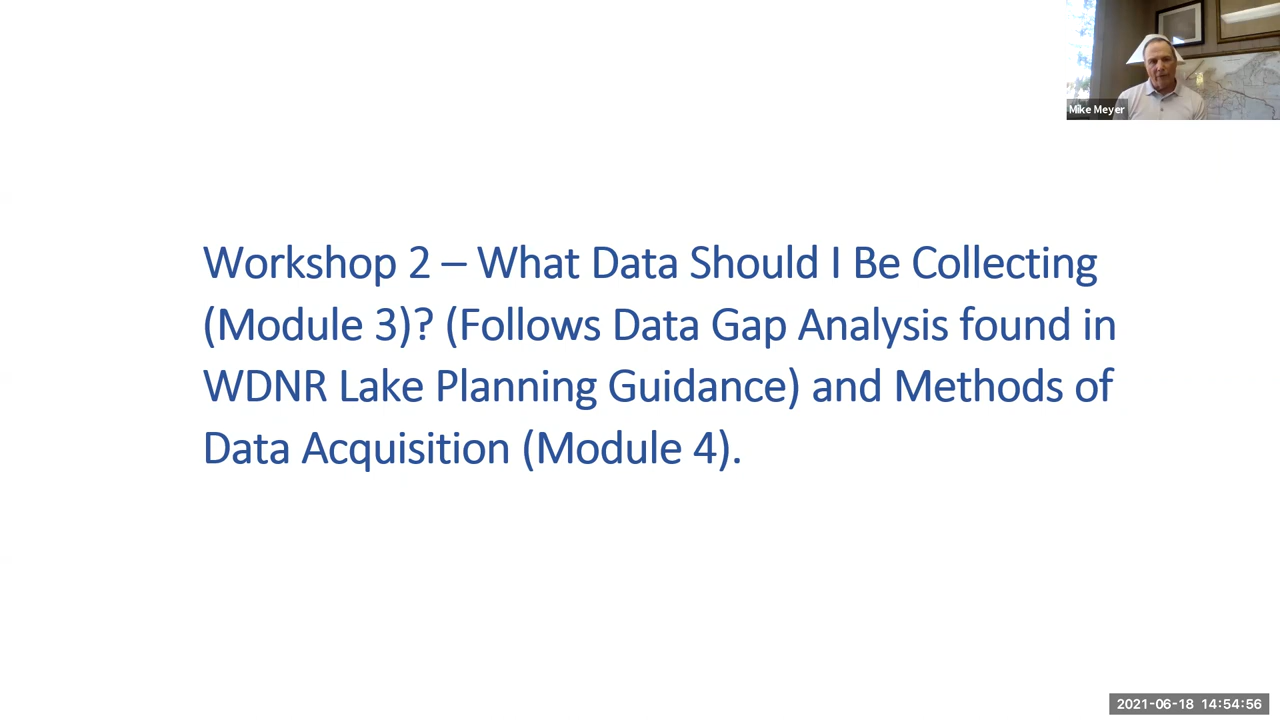 Mike Meyer
Workshop 2 – What Data Should I Be Collecting
(Module 3)? (Follows Data Gap Analysis found in
WDNR Lake Planning Guidance) and Methods of
Data Acquisition (Module 4).
2021-06-18 14:54:56